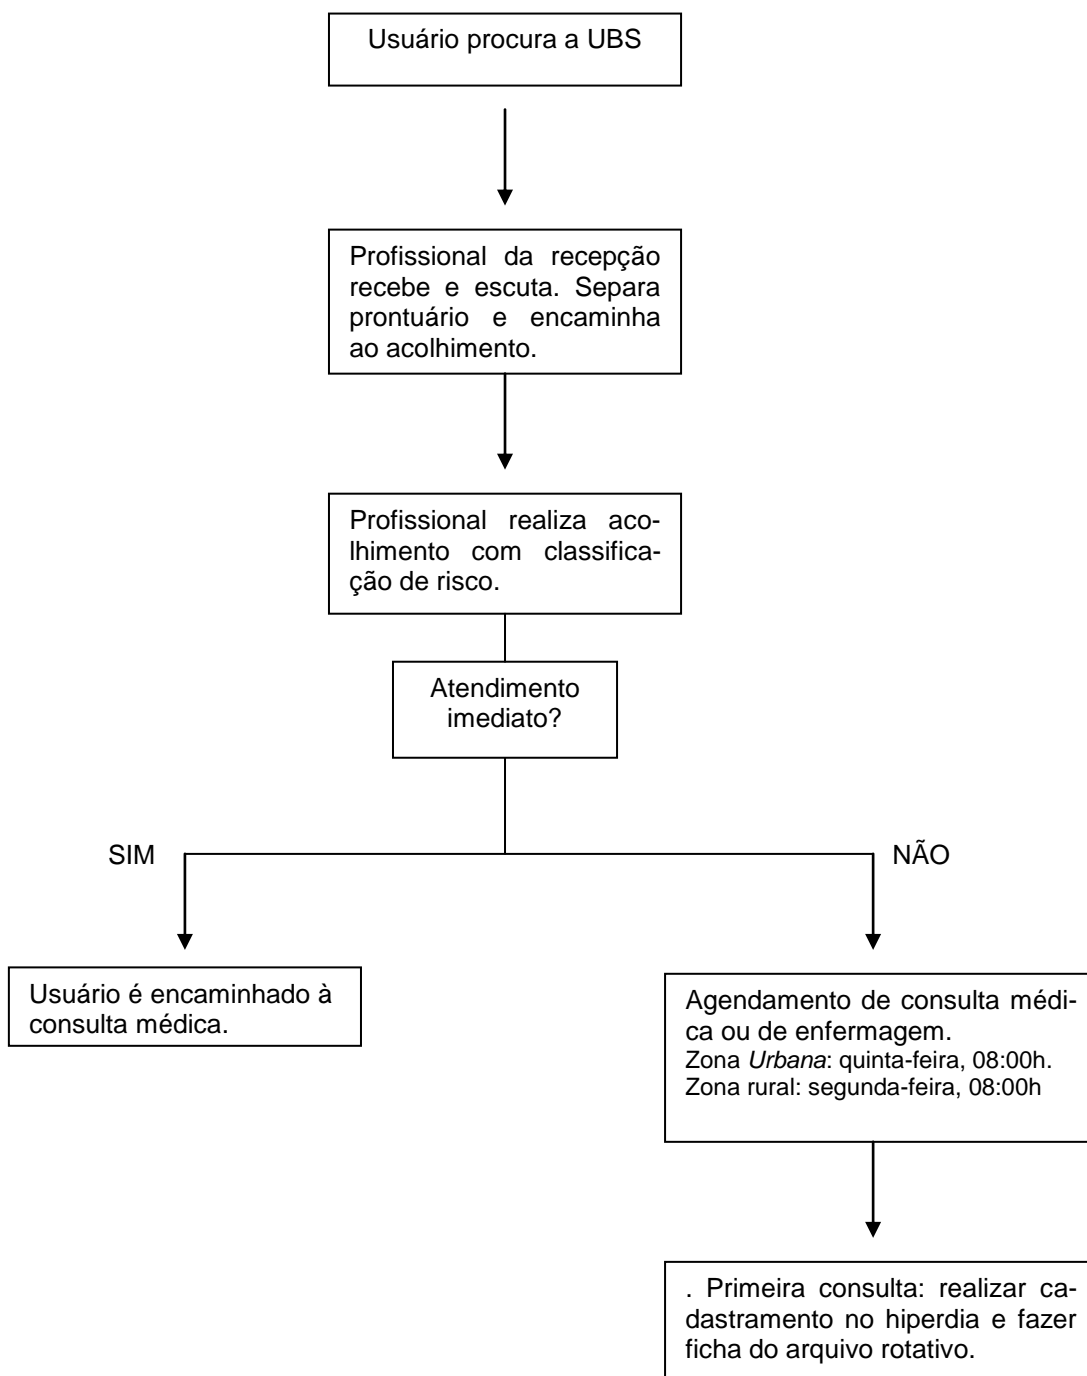 Usuário procura a UBS
Profissional da recepção
recebe e escuta. Separa
prontuário e encaminha
ao acolhimento.
Profissional realiza aco-
lhimento com classifica-
ção de risco.
Atendimento
imediato?
SIM
NÃO
Usuário é encaminhado à
consulta médica.
Agendamento de consulta médi-
ca ou de enfermagem.
Zona Urbana: quinta-feira, 08:00h.
Zona rural: segunda-feira, 08:00h
. Primeira consulta: realizar ca-
dastramento no hiperdia e fazer
ficha do arquivo rotativo.